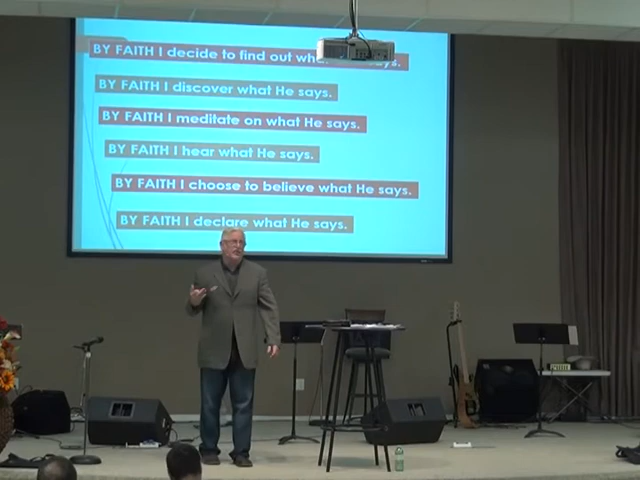 BY FAITH I decide to find out
BY FAITH I discover what He says.
BY FAITH I meditate on what He says.
BY FAITH I hear what He says.
BY FAITH I choose to believe what He says.
BY FAITH I declare what He says.